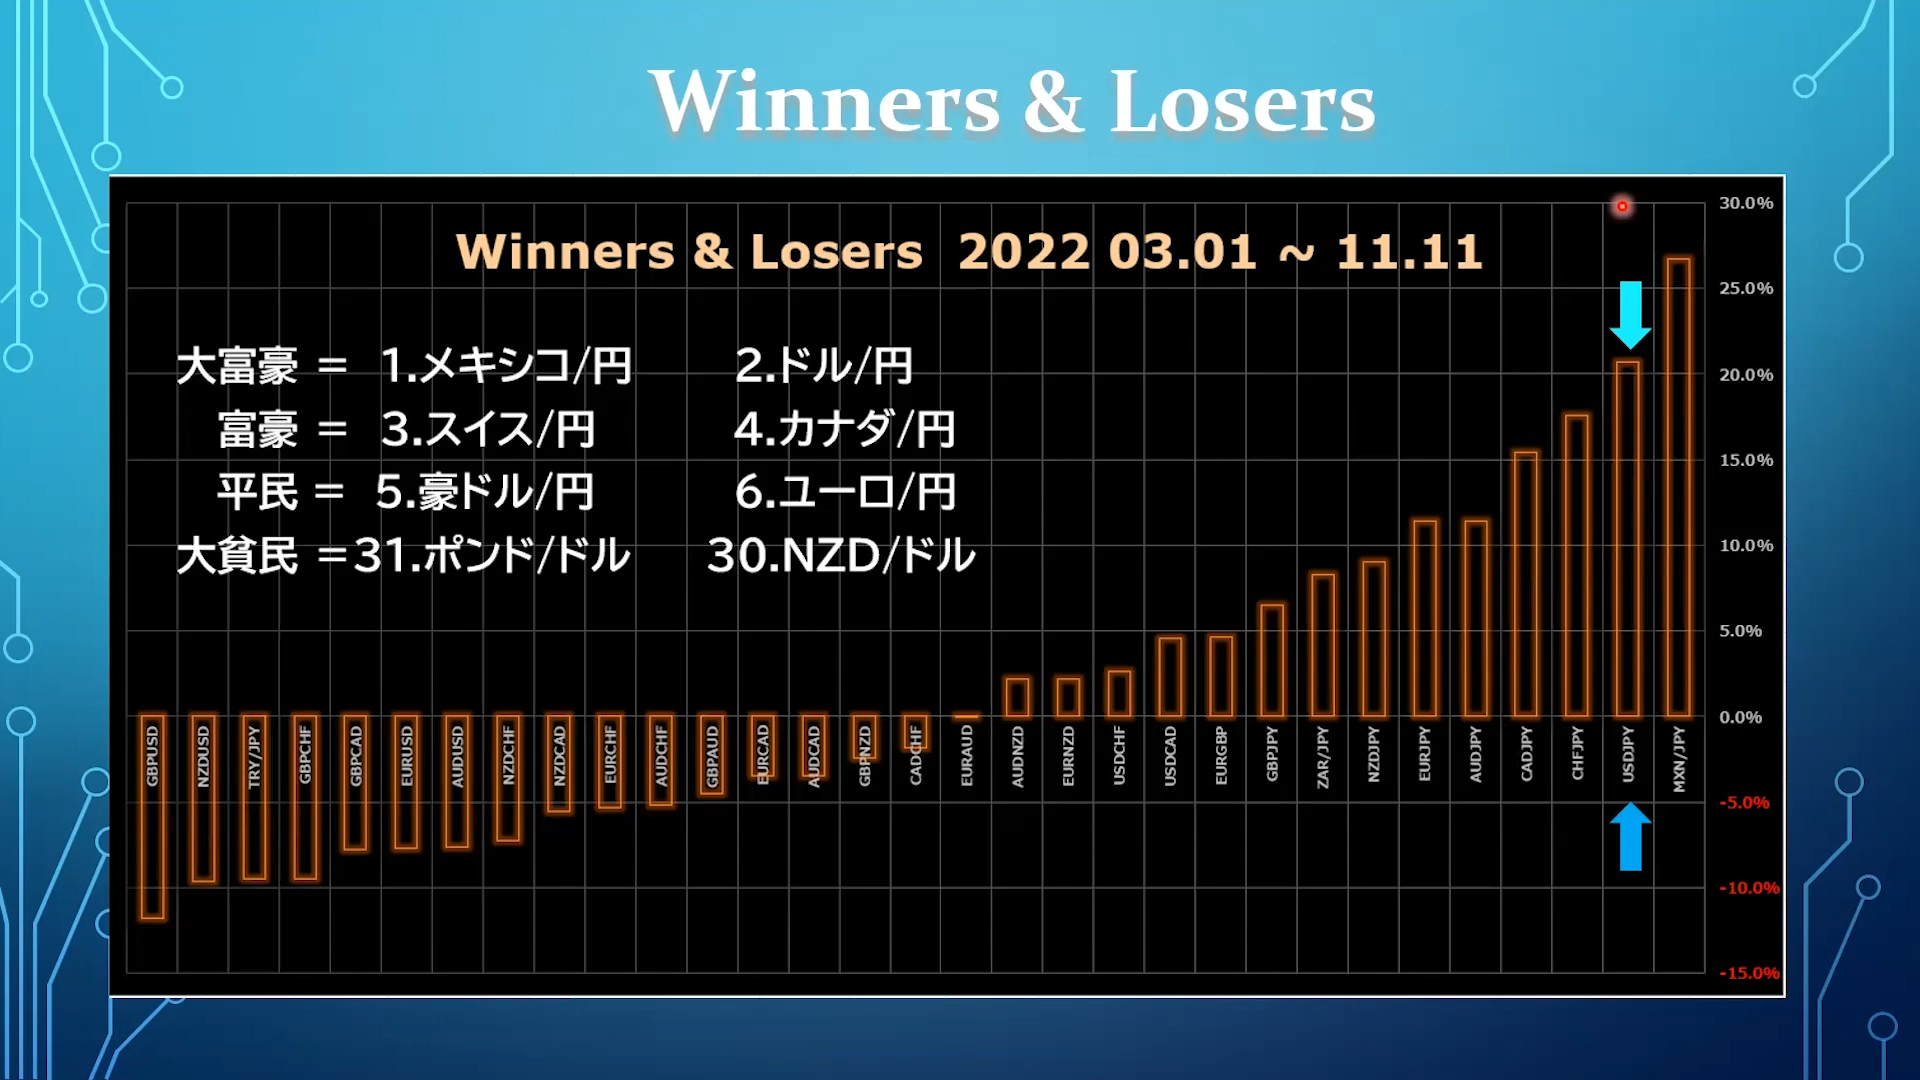 Winners & Losers
Winners & Losers 2022 03.01 ~ 11.11
大富豪 = 1.メキシコ/円 2.ドル/円
富豪 = 3.スイス/円 4.カナダ/円
平民 = 5.豪ドル/円 6.ユーロ/円
大貧民 =31.ポンド/ドル 30.NZD/ドル
30.0%
25.0%
20.0%
15.0%
10.0%
5.0%
0.0%
-5.0%
-10.0%
-15.0%
GBPUSD
NZDUSD
TRY/JPY
GBPCHF
GBPCAD
EURUSD
AUDUSD
NZDCHF
NZDCAD
EURCHF
AUDCHF
GBPAUD
EURCAD
AUDCAD
GBPNZD
CADCHF
EURAUD
AUDNZD
EURNZD
USDCHF
USDCAD
EURGBP
GBPJPY
ZAR/JPY
NZDJPY
EURJPY
AUDJPY
CADJPY
CHFJPY
USDJPY
MXN/JPY